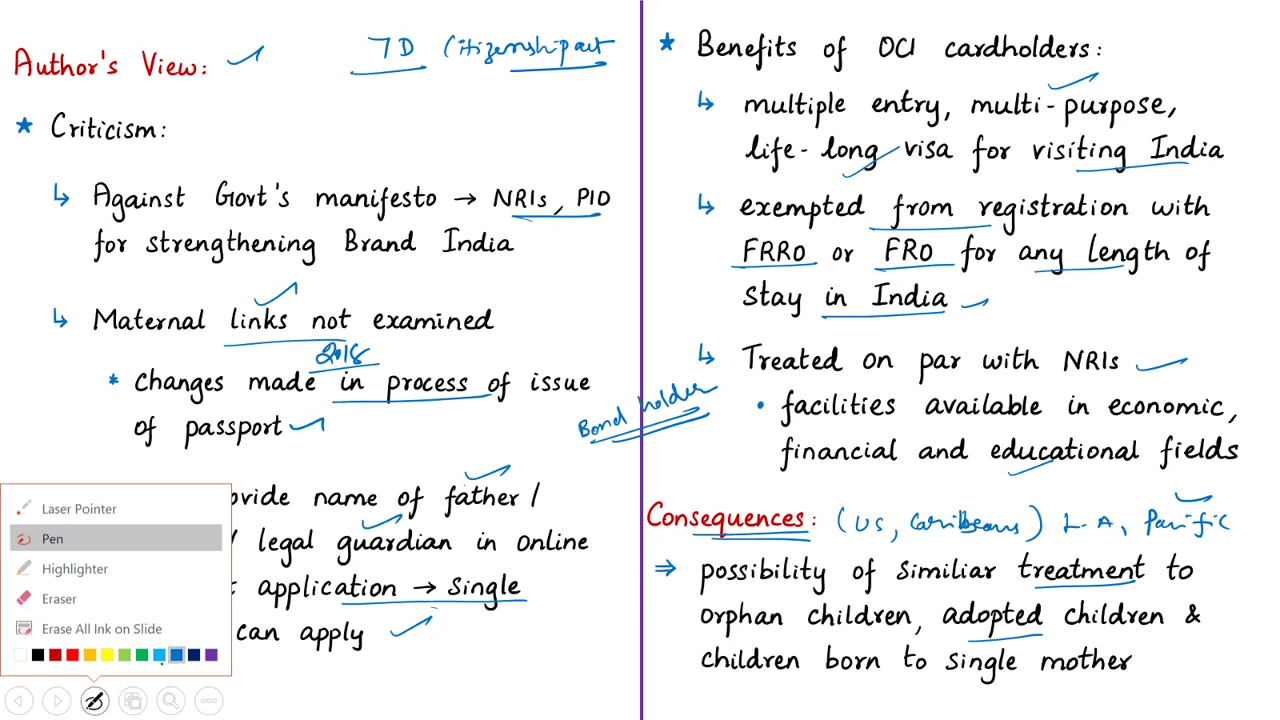 Author's View:
7D Citizenship act
★ Criticism:
↳ Against Govt's manifesto → NRIs, PIO
for strengthening Brand India
↳ Maternal links not examined
2018
* Changes made in process of issue
of passport
ovide name of father /
/ legal guardian in online
application → Single
can apply
Laser Pointer
Pen
Highlighter
Eraser
Erase All Ink on Slide
Bond holder
★ Benefits of OCI cardholders:
↳ multiple entry, multi-purpose,
life-long visa for visiting India
↳ exempted from registration with
FRRO or FRO for any length of
stay in India
↳ Treated on par with NRIs
• facilities available in economic,
financial and educational fields
Consequences: (US, Caribbeans) L.A, Pacific
⇒ possibility of similiar treatment to
orphan children, adopted children &
children born to single mother